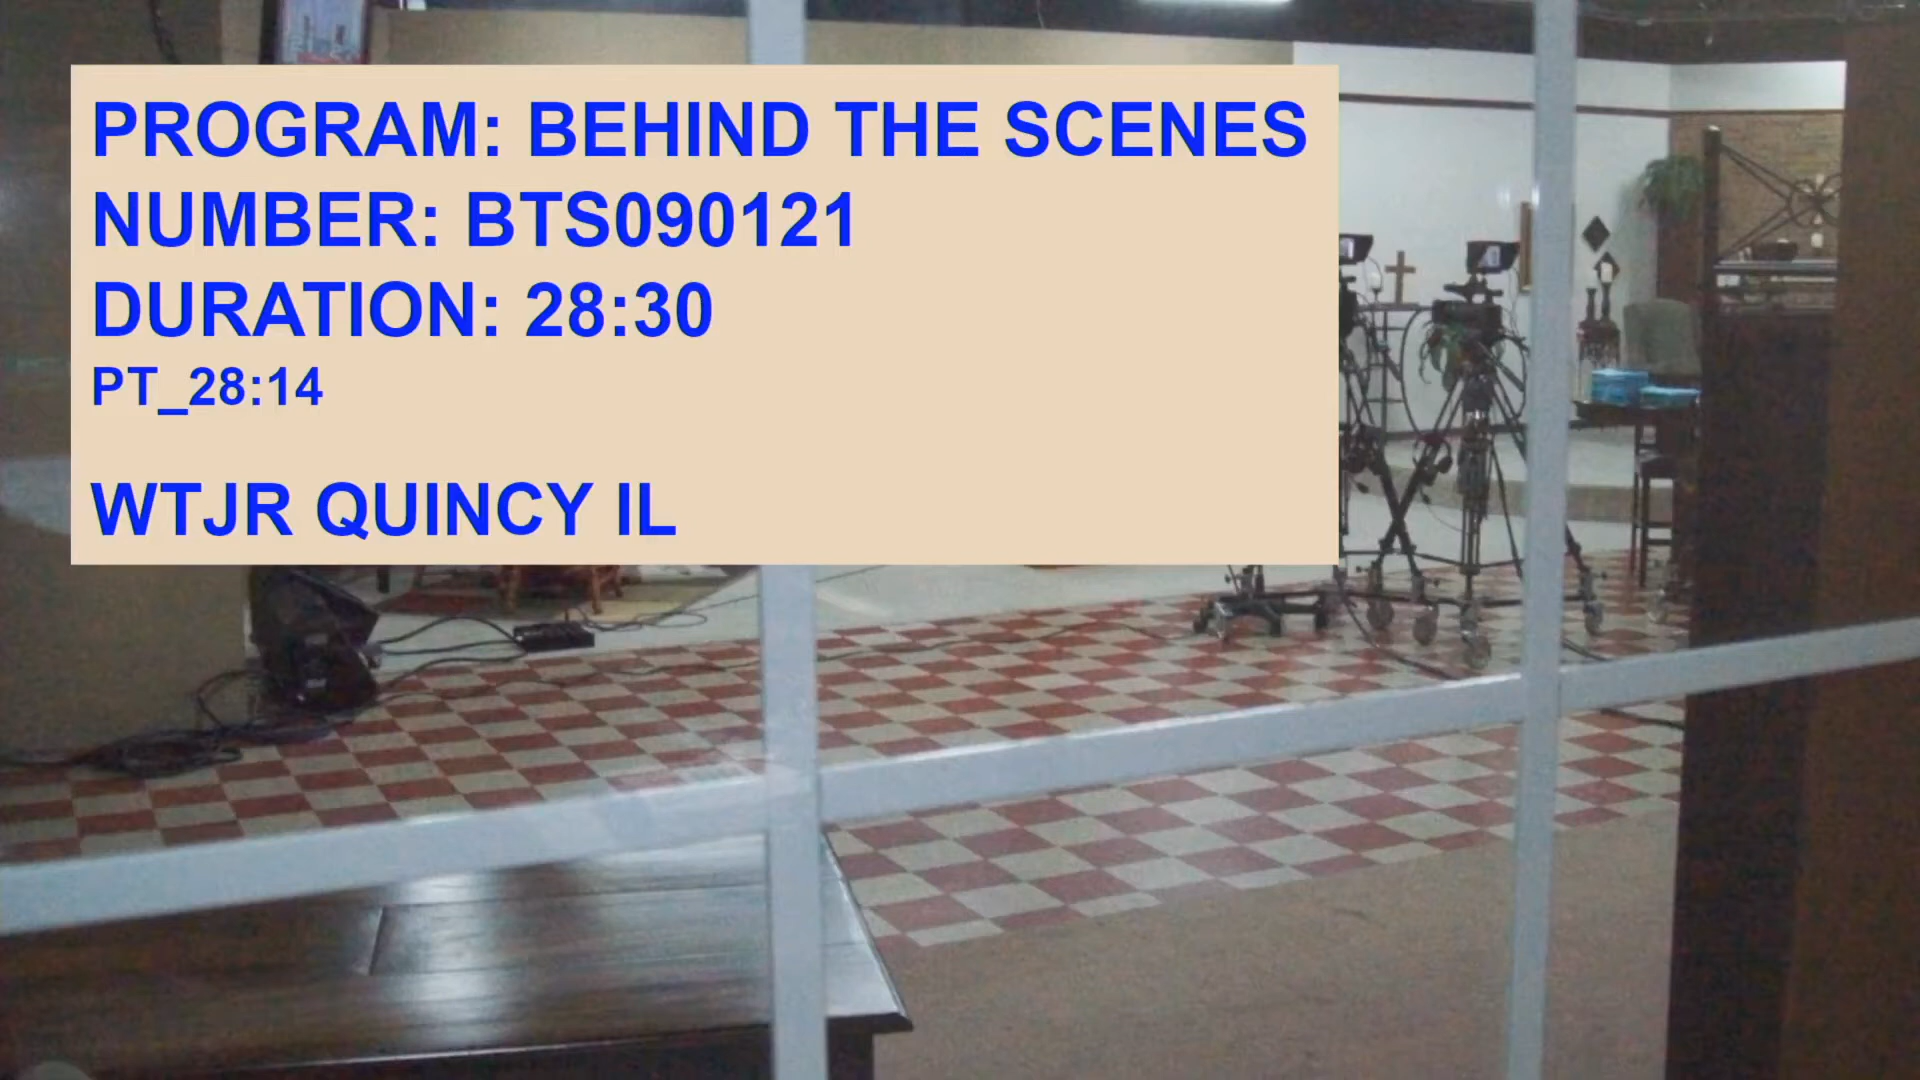 PROGRAM: BEHIND THE SCENES
NUMBER: BTS090121
DURATION: 28:30
PT_28:14
WTJR QUINCY IL